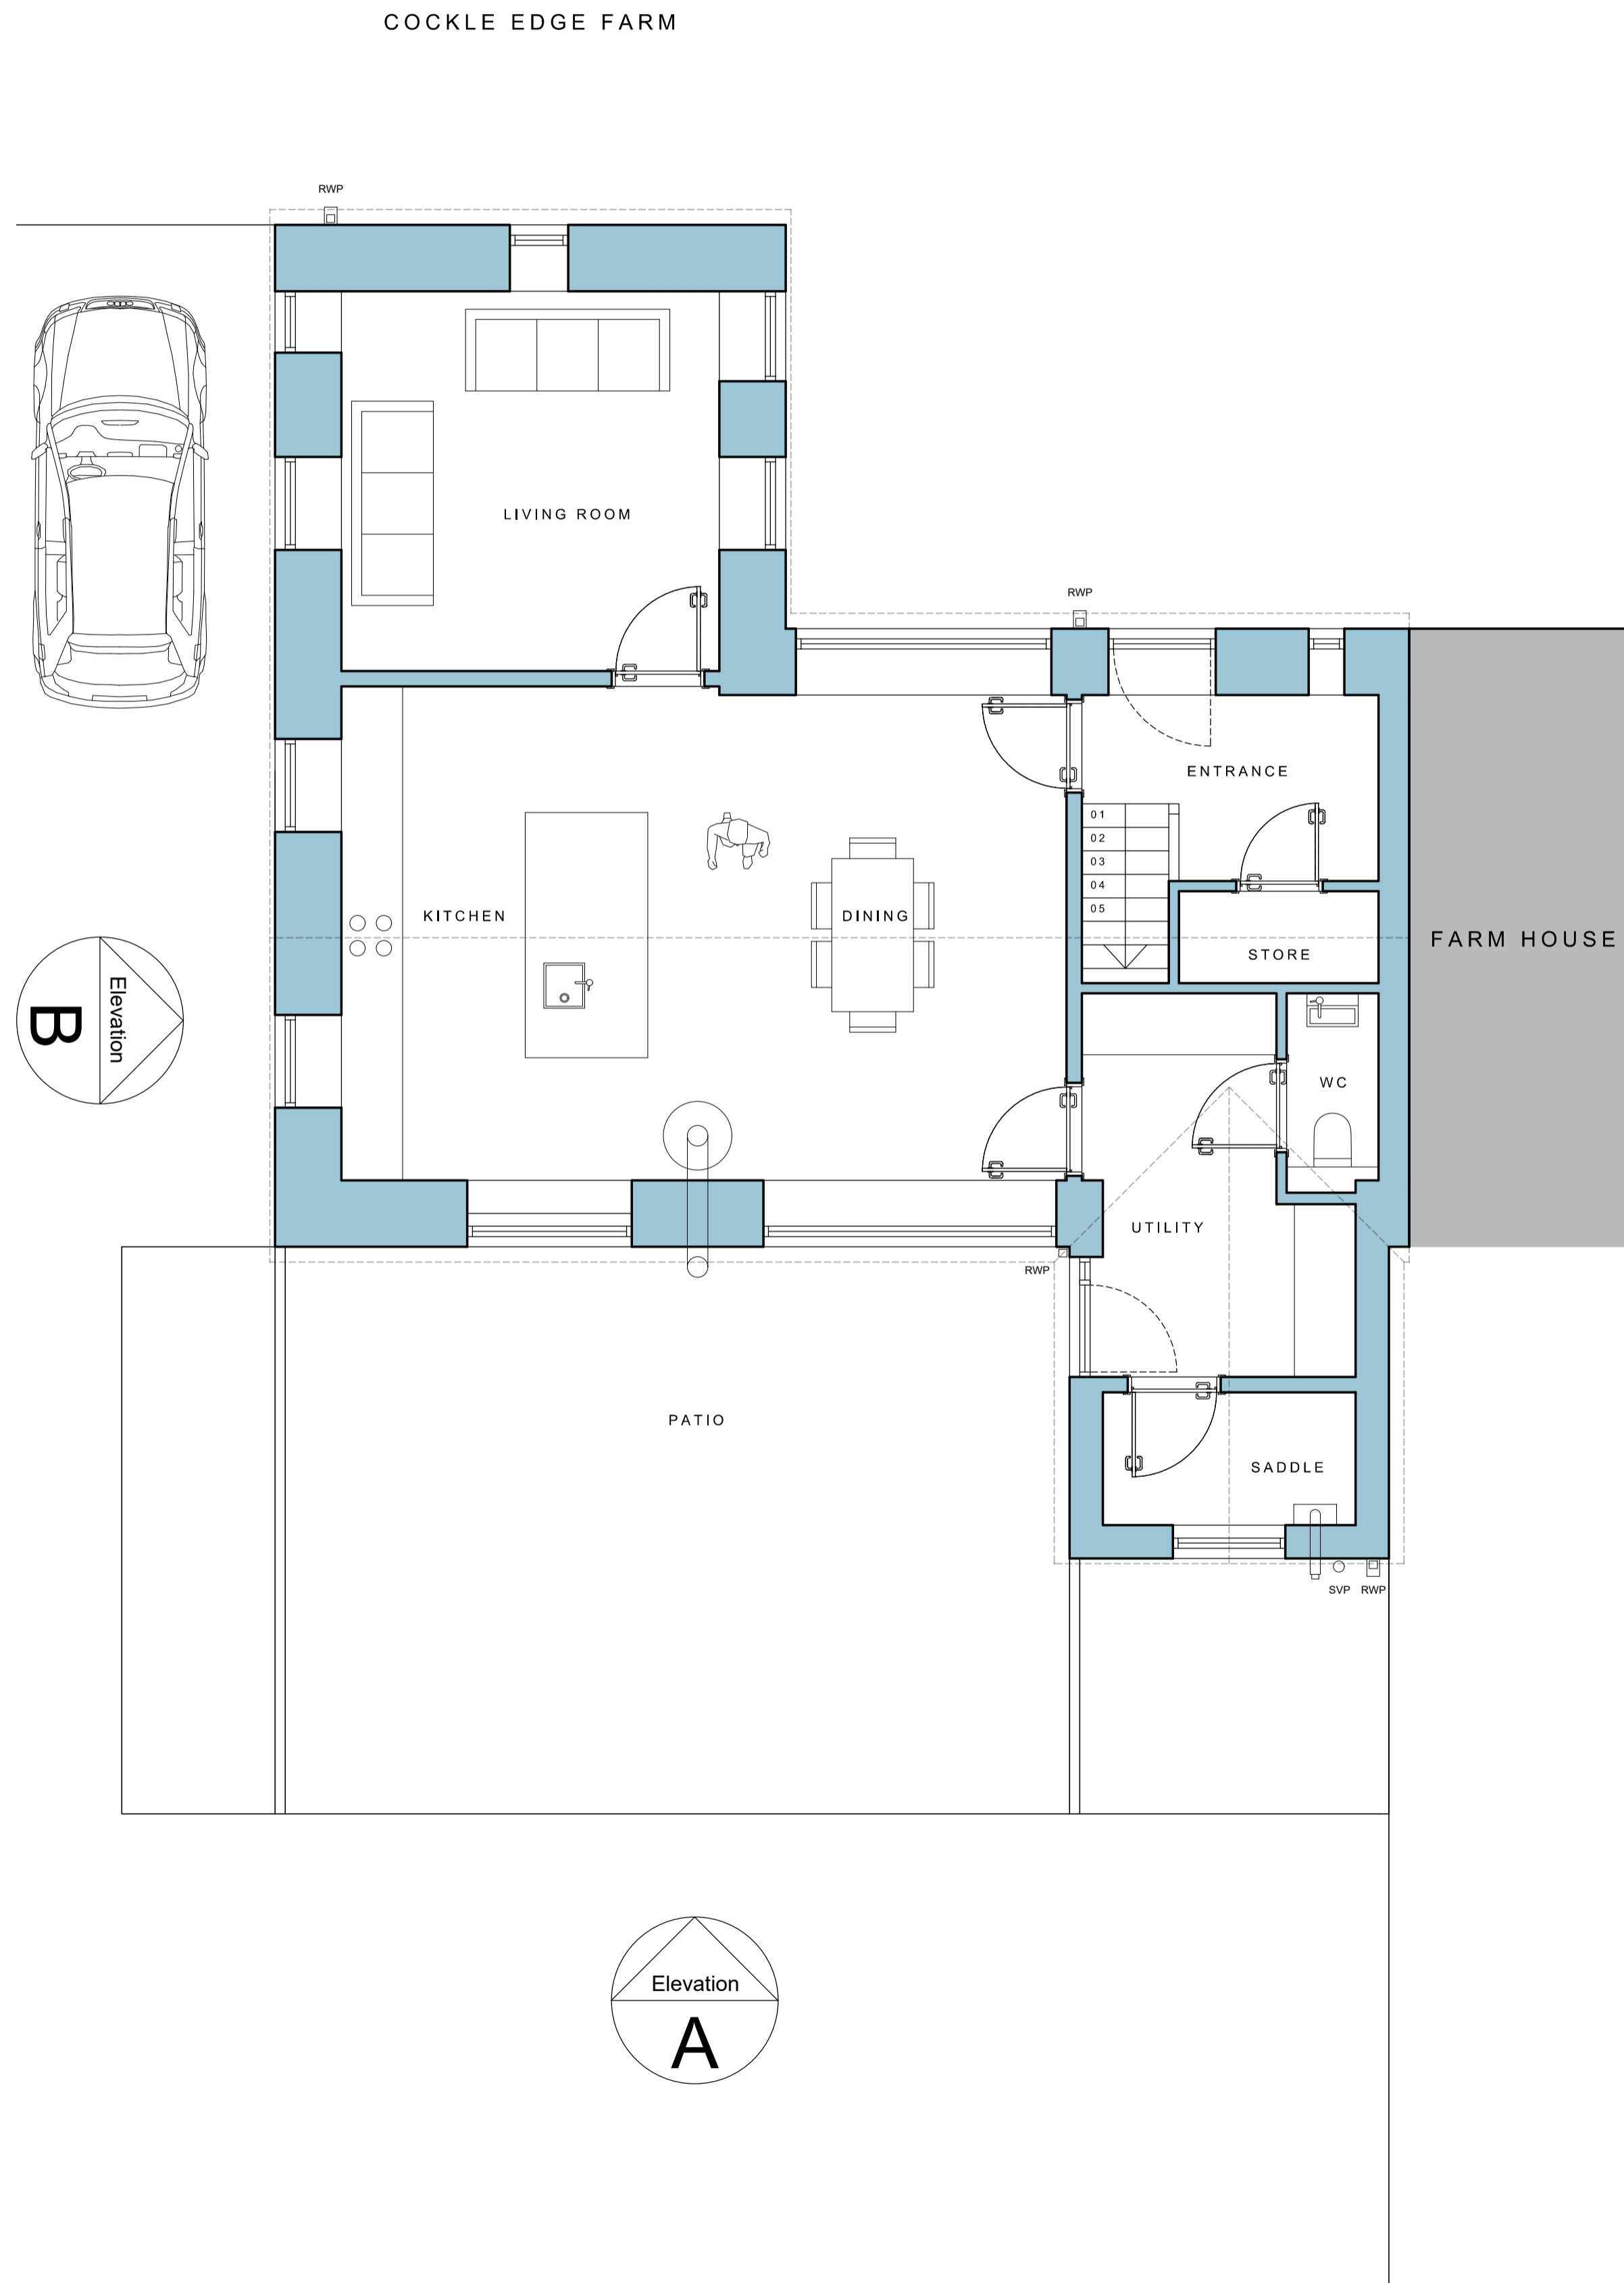 COCKLE EDGE FARM
RWP
LIVING ROOM
RWP
ENTRANCE
01
02
03
04
05
KITCHEN
DINING
STORE
FARM HOUSE
Elevation
B
WC
UTILITY
RWP
PATIO
SADDLE
SVP RWP
Elevation
A